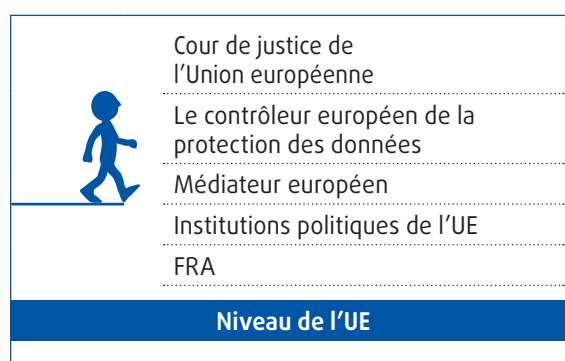 Cour de justice de
l'Union européenne
Le contrôleur européen de la
protection des données
Médiateur européen
Institutions politiques de l'UE
FRA
Niveau de l'UE